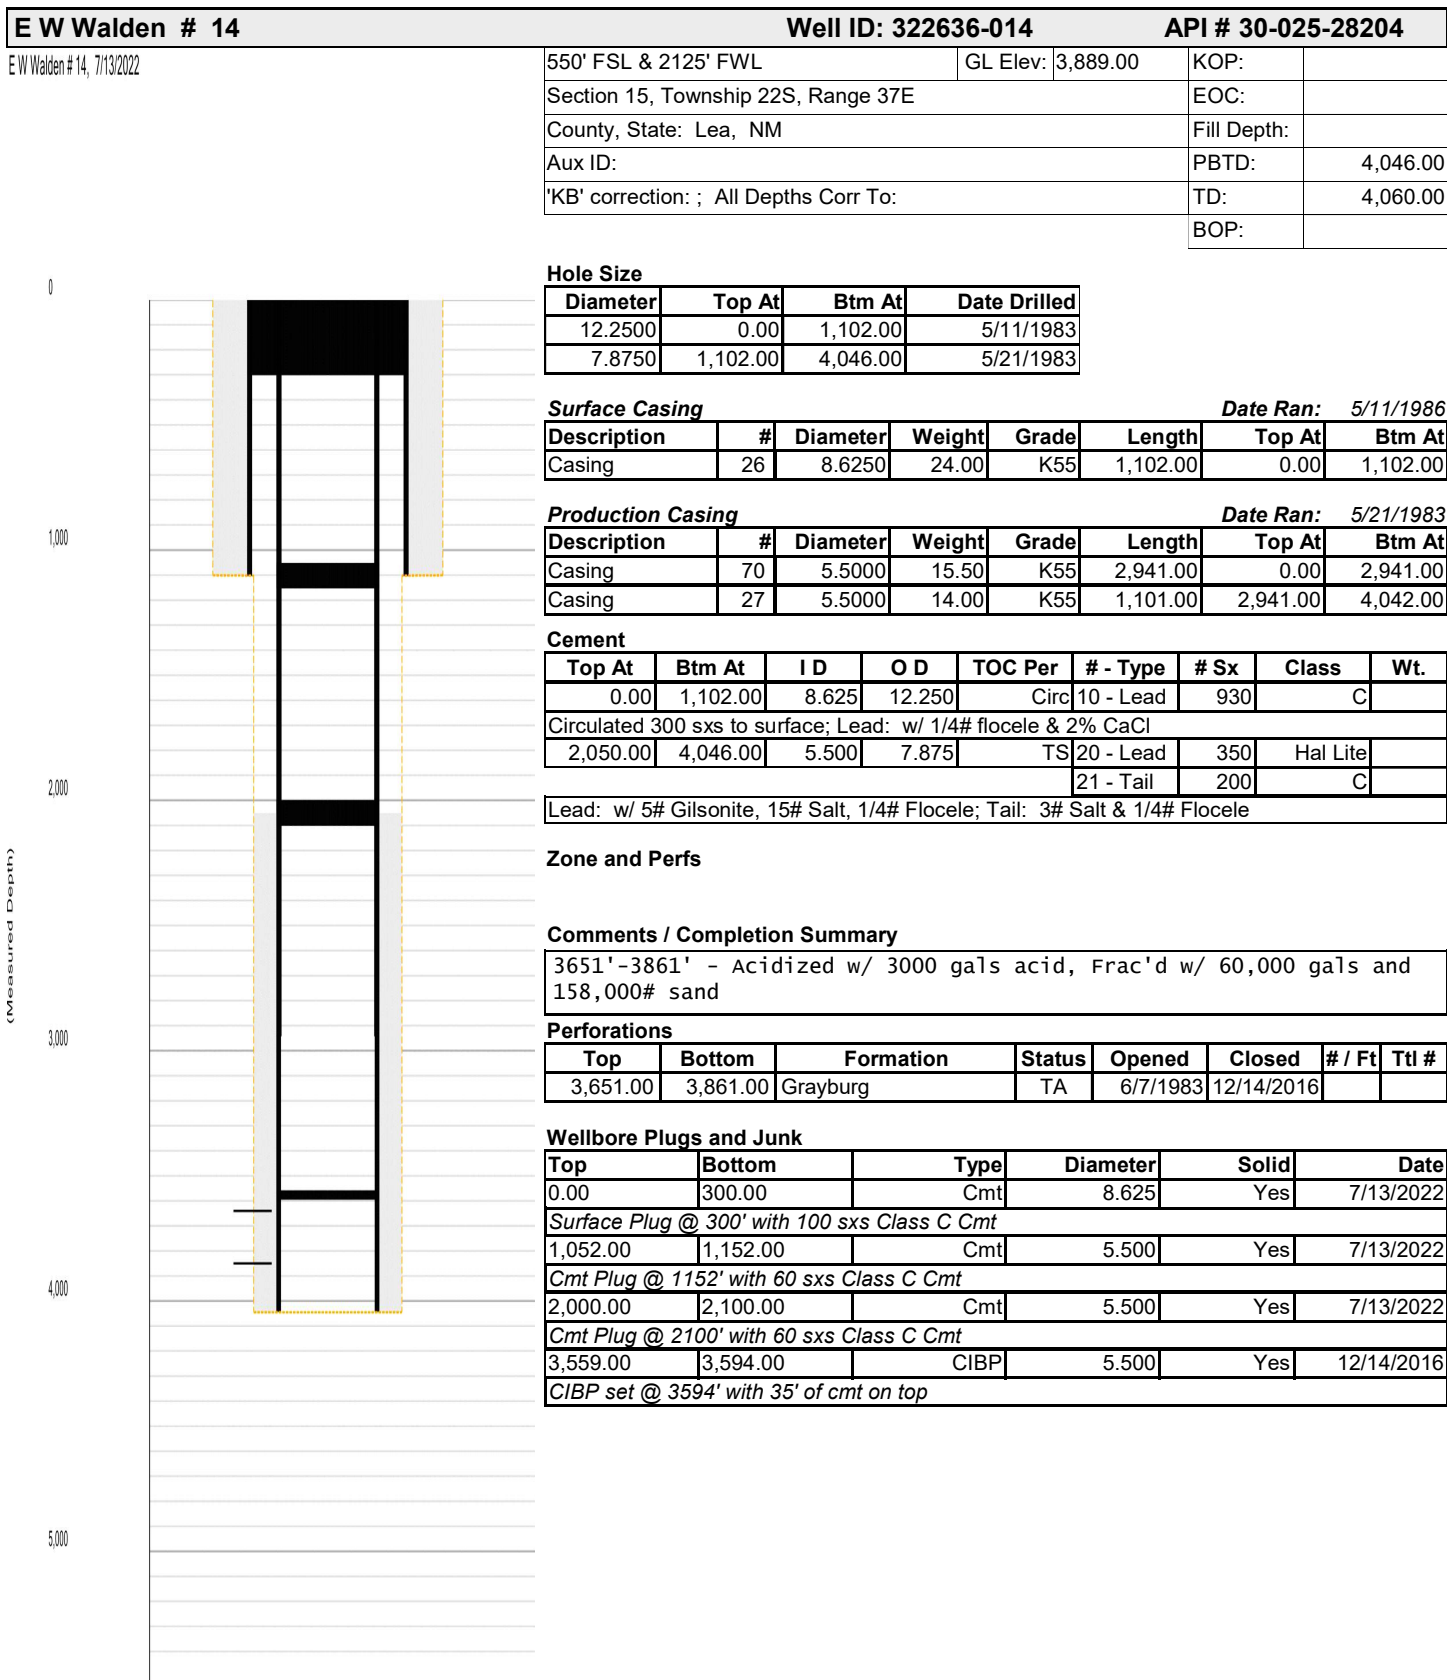 E W Walden # 14 Well ID: 322636-014 API # 30-025-28204
E W Walden # 14, 7/13/2022
550' FSL & 2125' FWL GL Elev: 3,889.00 KOP:
Section 15, Township 22S, Range 37E EOC:
County, State: Lea, NM Fill Depth:
Aux ID: PBTD: 4,046.00
'KB' correction: ; All Depths Corr To: TD: 4,060.00
BOP:
Hole Size
Diameter Top At Btm At Date Drilled
12.2500 0.00 1,102.00 5/11/1983
7.8750 1,102.00 4,046.00 5/21/1983
Surface Casing Date Ran: 5/11/1986
Description # Diameter Weight Grade Length Top At Btm At
Casing 26 8.6250 24.00 K55 1,102.00 0.00 1,102.00
Production Casing Date Ran: 5/21/1983
Description # Diameter Weight Grade Length Top At Btm At
Casing 70 5.5000 15.50 K55 2,941.00 0.00 2,941.00
Casing 27 5.5000 14.00 K55 1,101.00 2,941.00 4,042.00
Cement
Top At Btm At I D O D TOC Per # - Type # Sx Class Wt.
0.00 1,102.00 8.625 12.250 Circ 10 - Lead 930 C
Circulated 300 sxs to surface; Lead: w/ 1/4# flocele & 2% CaCl
2,050.00 4,046.00 5.500 7.875 TS 20 - Lead 350 Hal Lite
21 - Tail 200 C
Lead: w/ 5# Gilsonite, 15# Salt, 1/4# Flocele; Tail: 3# Salt & 1/4# Flocele
Zone and Perfs
Comments / Completion Summary
3651'-3861' - Acidized w/ 3000 gals acid, Frac'd w/ 60,000 gals and
158,000# sand
Perforations
Top Bottom Formation Status Opened Closed # / Ft Ttl #
3,651.00 3,861.00 Grayburg TA 6/7/1983 12/14/2016
Wellbore Plugs and Junk
Top Bottom Type Diameter Solid Date
0.00 300.00 Cmt 8.625 Yes 7/13/2022
Surface Plug @ 300' with 100 sxs Class C Cmt
1,052.00 1,152.00 Cmt 5.500 Yes 7/13/2022
Cmt Plug @ 1152' with 60 sxs Class C Cmt
2,000.00 2,100.00 Cmt 5.500 Yes 7/13/2022
Cmt Plug @ 2100' with 60 sxs Class C Cmt
3,559.00 3,594.00 CIBP 5.500 Yes 12/14/2016
CIBP set @ 3594' with 35' of cmt on top
0
1,000
2,000
3,000
4,000
5,000
(Measured Depth)